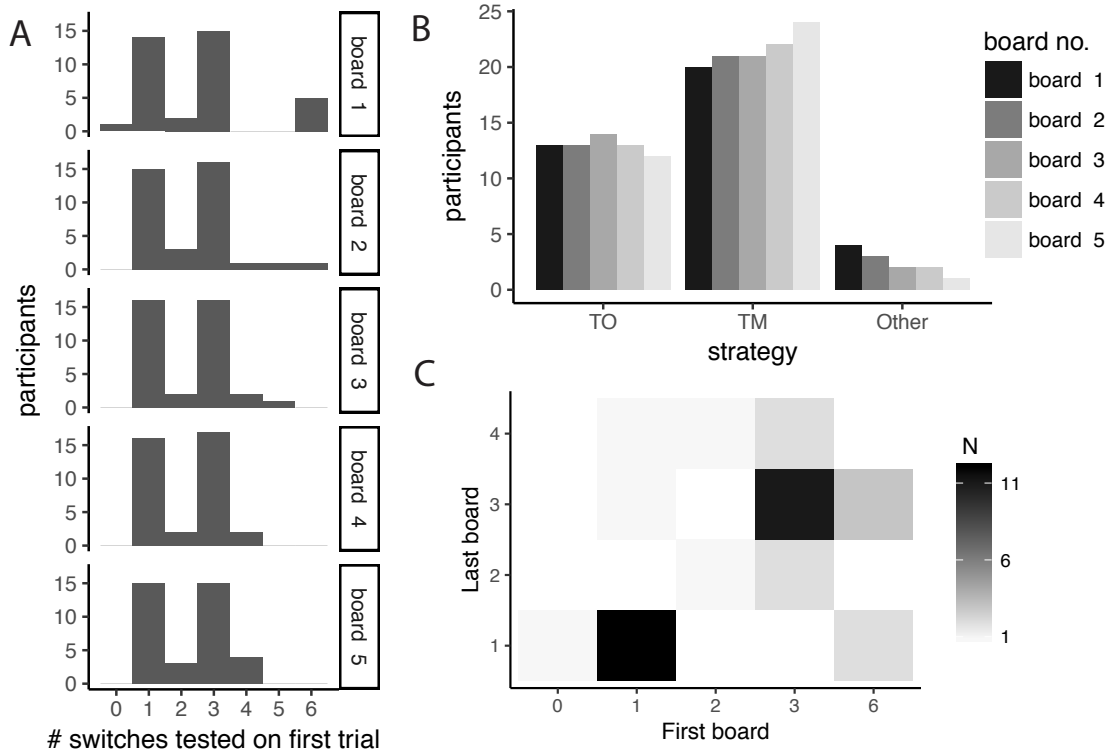 A
participants
15
10
5
0
board 1
15
10
5
0
board 2
15
10
5
0
board 3
15
10
5
0
board 4
15
10
5
0
board 5
0 1 2 3 4 5 6
# switches tested on first trial
B
participants
25
20
15
10
5
0
TO TM Other
strategy
board no.
board 1
board 2
board 3
board 4
board 5
C
Last board
4
3
2
1
0 1 2 3 6
First board
N
11
6
1